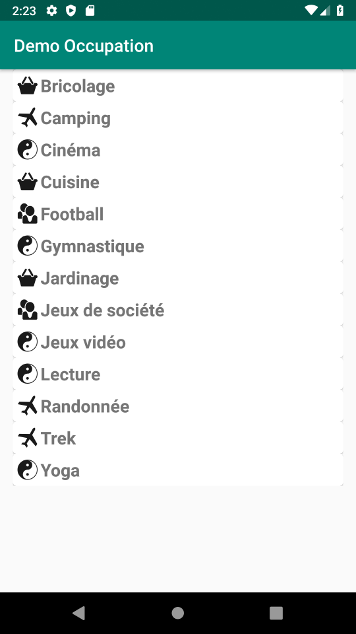 2:23
Demo Occupation
Bricolage
Camping
Cinéma
Cuisine
Football
Gymnastique
Jardinage
Jeux de société
Jeux vidéo
Lecture
Randonnée
Trek
Yoga